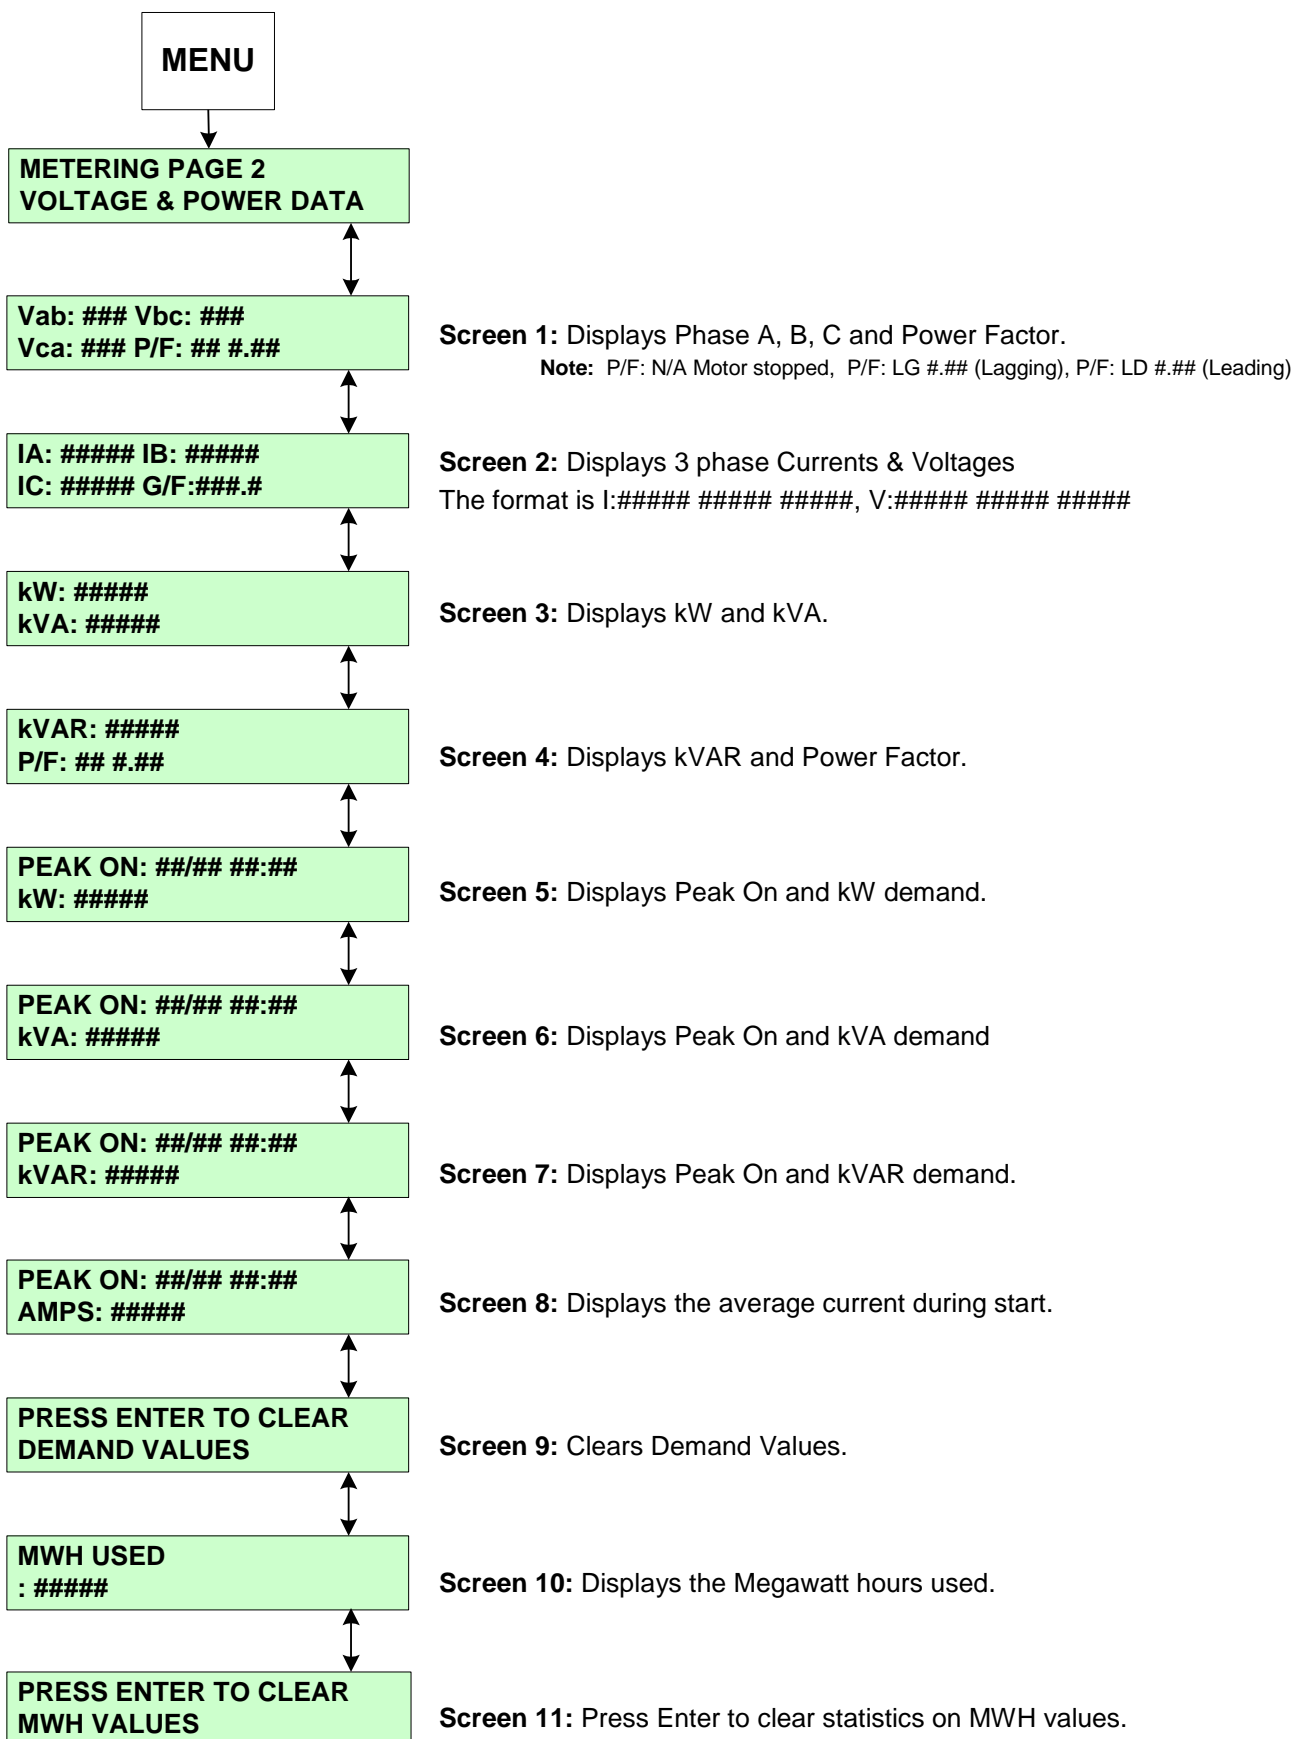 MENU
METERING PAGE 2
VOLTAGE & POWER DATA
Vab: ### Vbc: ###
Vca: ### P/F: ## #.##
Screen 1: Displays Phase A, B, C and Power Factor.
Note: P/F: N/A Motor stopped, P/F: LG #.## (Lagging), P/F: LD #.## (Leading)
IA: ##### IB: #####
IC: ##### G/F:###.#
Screen 2: Displays 3 phase Currents & Voltages
The format is I:##### ##### #####, V:##### ##### #####
kW: #####
kVA: #####
Screen 3: Displays kW and kVA.
kVAR: #####
P/F: ## #.##
Screen 4: Displays kVAR and Power Factor.
PEAK ON: ##/## ##:##
kW: #####
Screen 5: Displays Peak On and kW demand.
PEAK ON: ##/## ##:##
kVA: #####
Screen 6: Displays Peak On and kVA demand
PEAK ON: ##/## ##:##
kVAR: #####
Screen 7: Displays Peak On and kVAR demand.
PEAK ON: ##/## ##:##
AMPS: #####
Screen 8: Displays the average current during start.
PRESS ENTER TO CLEAR
DEMAND VALUES
Screen 9: Clears Demand Values.
MWH USED
: #####
Screen 10: Displays the Megawatt hours used.
PRESS ENTER TO CLEAR
MWH VALUES
Screen 11: Press Enter to clear statistics on MWH values.